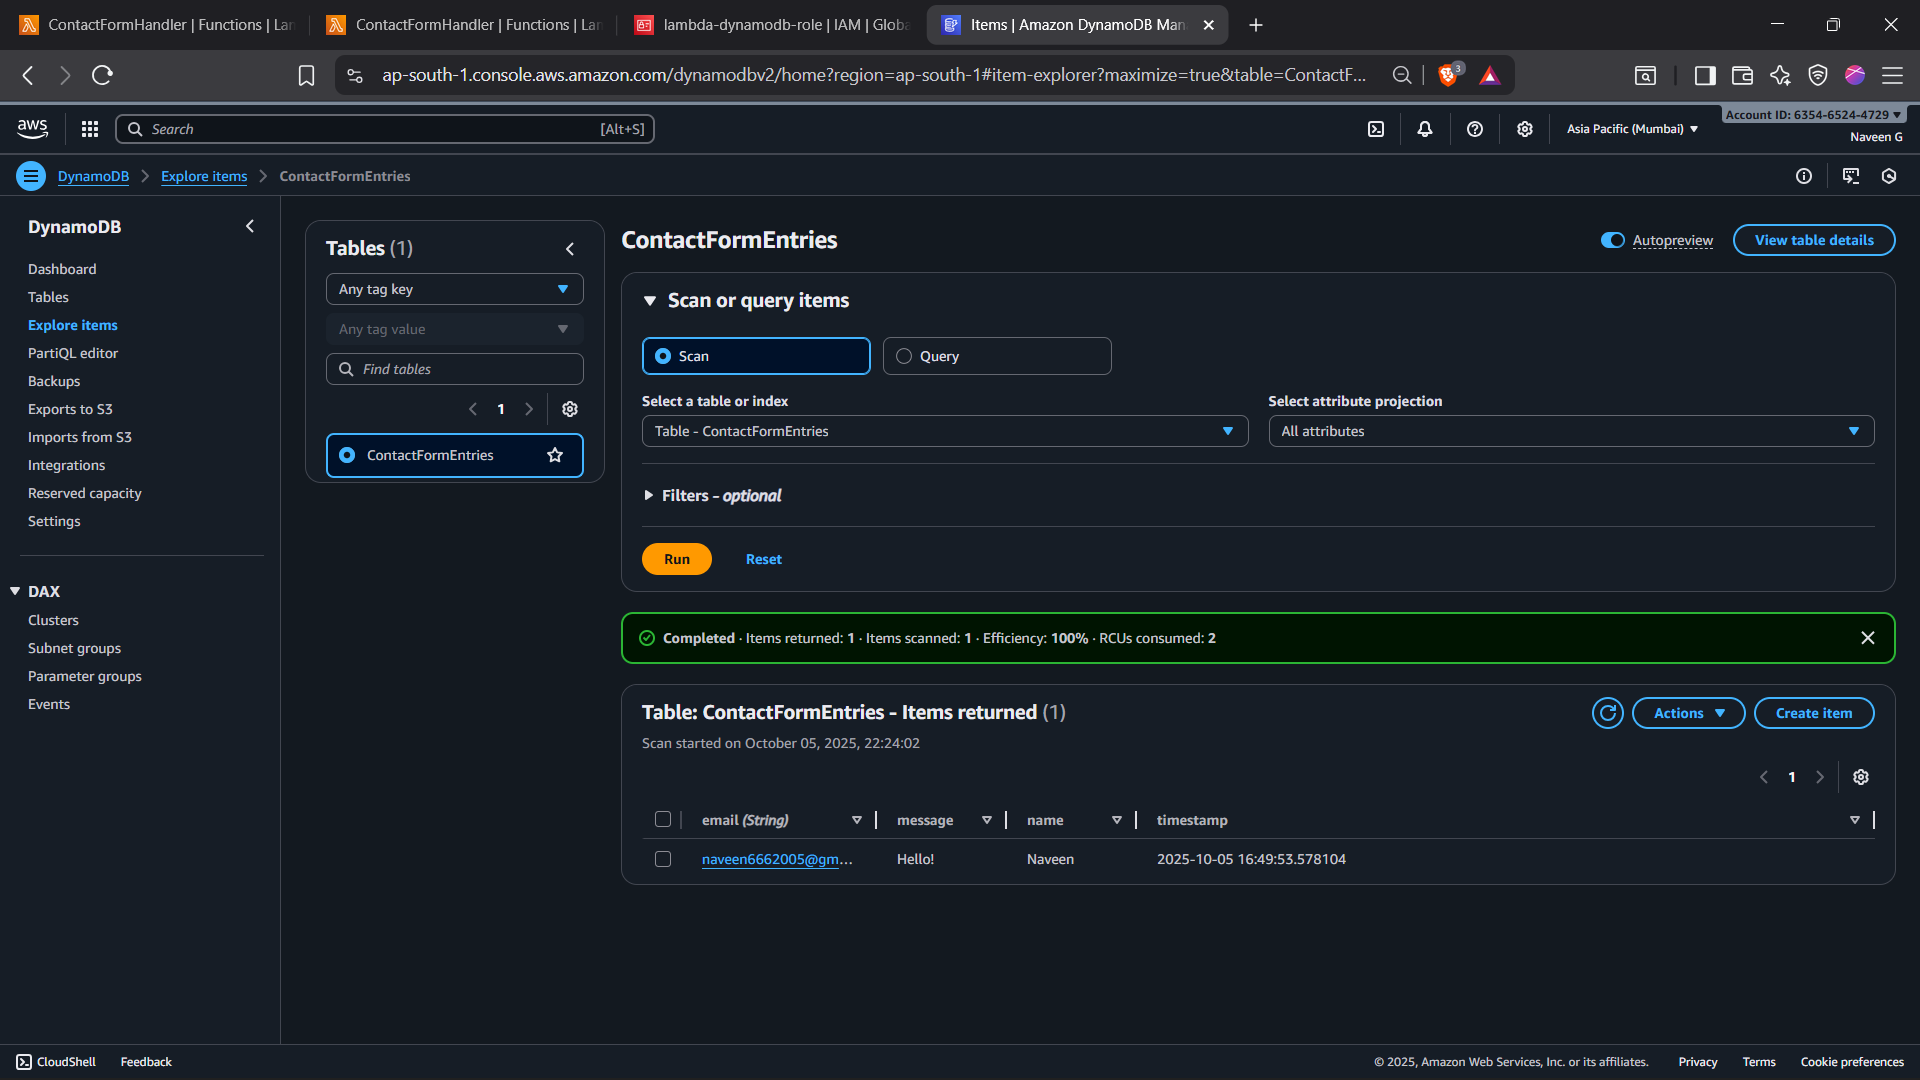 ContactFormHandler | Functions | Lan
ContactFormHandler | Functions | Lan
lambda-dynamodb-role | IAM | Globa
Items | Amazon DynamoDB Man
ap-south-1.console.aws.amazon.com/dynamodbv2/home?region=ap-south-1#item-explorer?maximize=true&table=ContactF...
3
aws
Search
[Alt+S]
Asia Pacific (Mumbai)
Account ID: 6354-6524-4729
Naveen G
DynamoDB
Explore items
ContactFormEntries
DynamoDB
Dashboard
Tables
Explore items
PartiQL editor
Backups
Exports to S3
Imports from S3
Integrations
Reserved capacity
Settings
DAX
Clusters
Subnet groups
Parameter groups
Events
Tables (1)
Any tag key
Any tag value
Find tables
1
ContactFormEntries
ContactFormEntries
Autopreview
View table details
Scan or query items
Scan
Query
Select a table or index
Table - ContactFormEntries
Select attribute projection
All attributes
Filters - optional
Run
Reset
Completed · Items returned: 1 · Items scanned: 1 · Efficiency: 100% · RCUs consumed: 2
Table: ContactFormEntries - Items returned (1)
Scan started on October 05, 2025, 22:24:02
Actions
Create item
1
email (String)
message
name
timestamp
naveen6662005@gm...
Hello!
Naveen
2025-10-05 16:49:53.578104
CloudShell
Feedback
© 2025, Amazon Web Services, Inc. or its affiliates.
Privacy
Terms
Cookie preferences